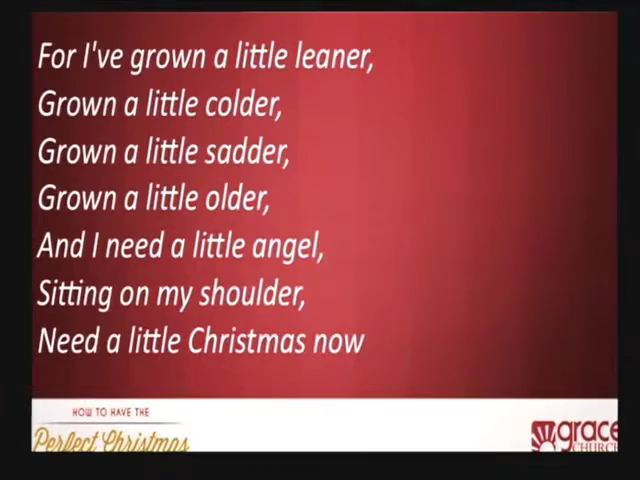 For I've grown a little leaner,
Grown a little colder,
Grown a little sadder,
Grown a little older,
And I need a little angel,
Sitting on my shoulder,
Need a little Christmas now
HOW TO HAVE THE
Perfect Christmas
grace
CHURCH